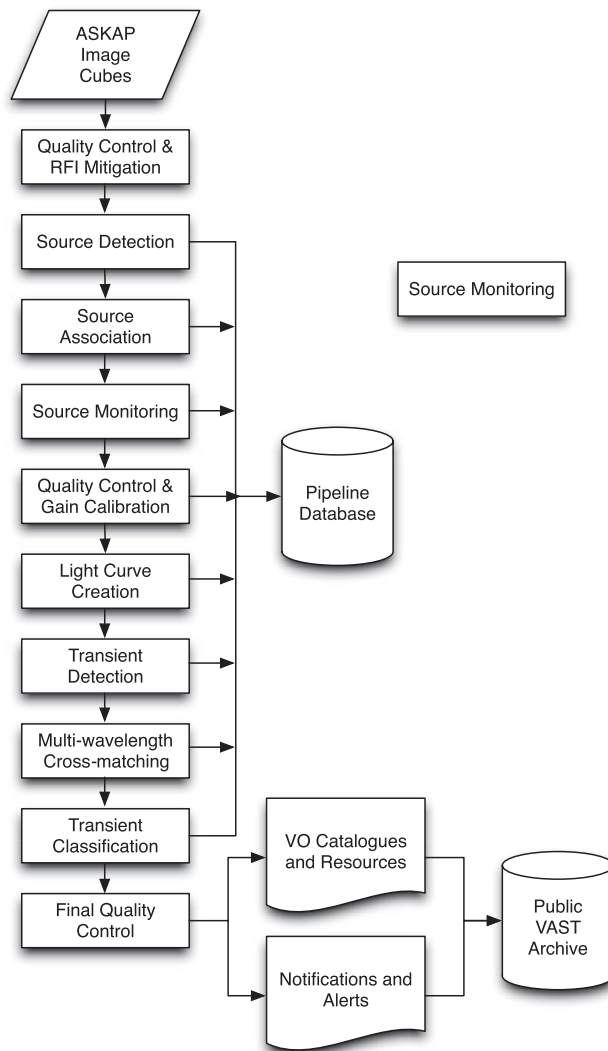 ASKAP
Image
Cubes
Quality Control &
RFI Mitigation
Source Detection
Source Monitoring
Source
Association
Source Monitoring
Quality Control &
Gain Calibration
Pipeline
Database
Light Curve
Creation
Transient
Detection
Multi-wavelength
Cross-matching
Transient
Classification
VO Catalogues
and Resources
Final Quality
Control
Public
VAST
Archive
Notifications and
Alerts